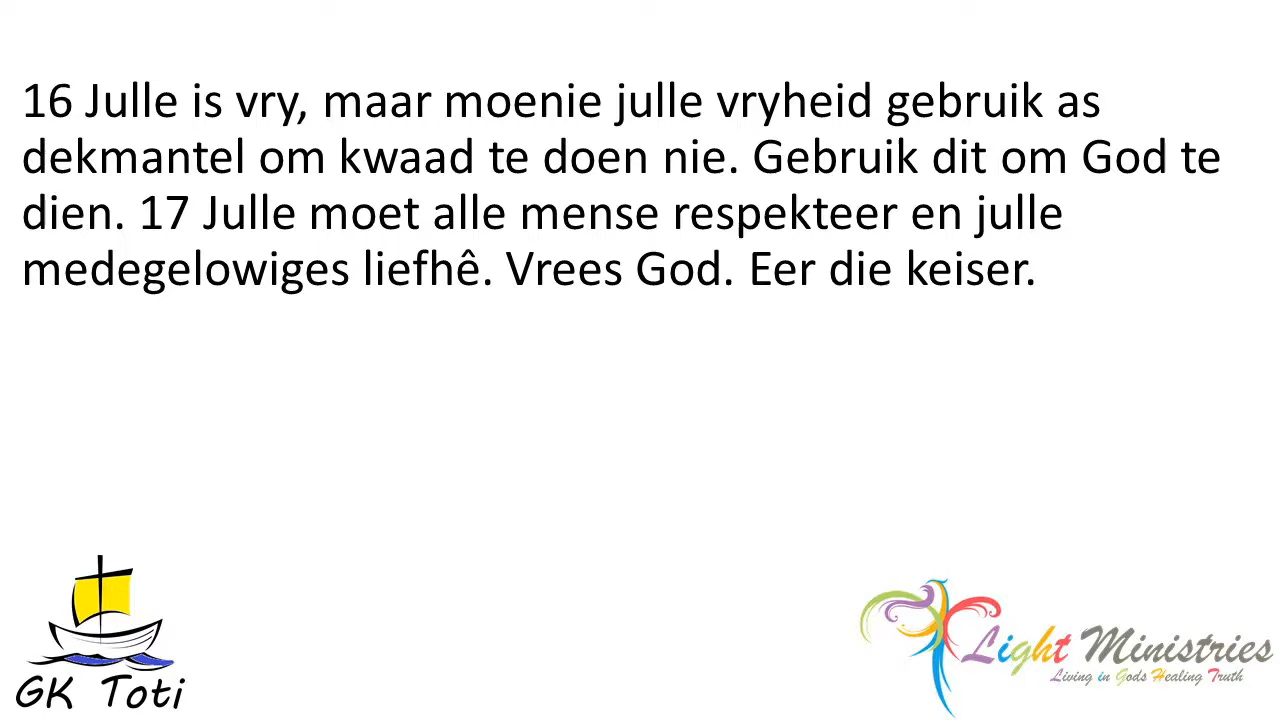 16 Julle is vry, maar moenie julle vryheid gebruik as
dekmantel om kwaad te doen nie. Gebruik dit om God te
dien. 17 Julle moet alle mense respekteer en julle
medegelowiges liefhê. Vrees God. Eer die keiser.
GK Toti
Light Ministries
Living in Gods Healing Truth